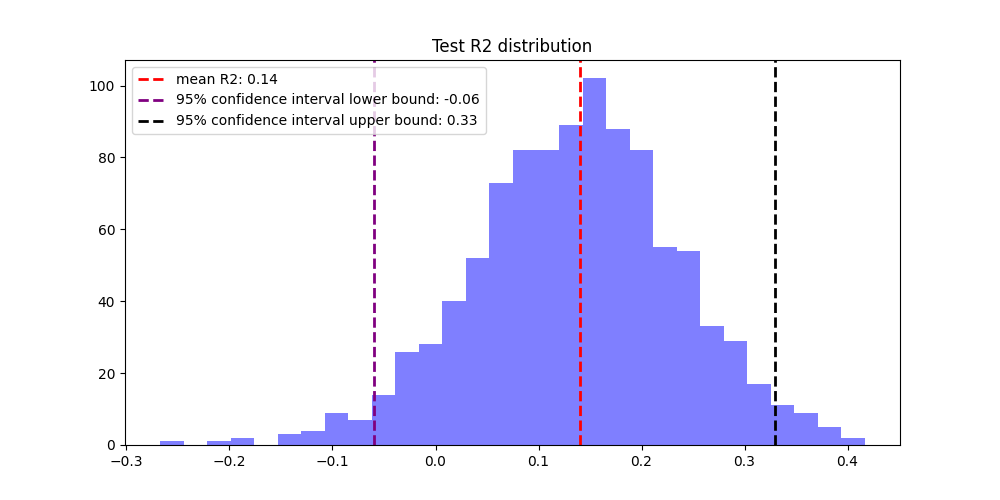 Test R2 distribution
mean R2: 0.14
95% confidence interval lower bound: -0.06
95% confidence interval upper bound: 0.33
100
80
60
40
20
0
−0.3 −0.2 −0.1 0.0 0.1 0.2 0.3 0.4